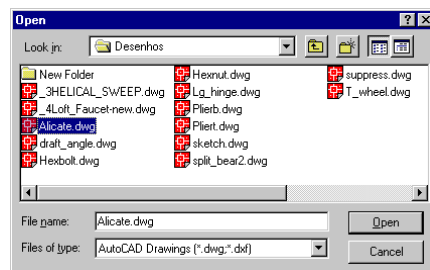 Open
Look in: Desenhos
New Folder
_3HELICAL_SWEEP.dwg
_4Loft_Faucet-new.dwg
Alicate.dwg
draft_angle.dwg
Hexbolt.dwg
Hexnut.dwg
Lg_hinge.dwg
Plierb.dwg
Pliert.dwg
sketch.dwg
split_bear2.dwg
suppress.dwg
T_wheel.dwg
File name: Alicate.dwg Open
Files of type: AutoCAD Drawings (*.dwg;*.dxf) Cancel